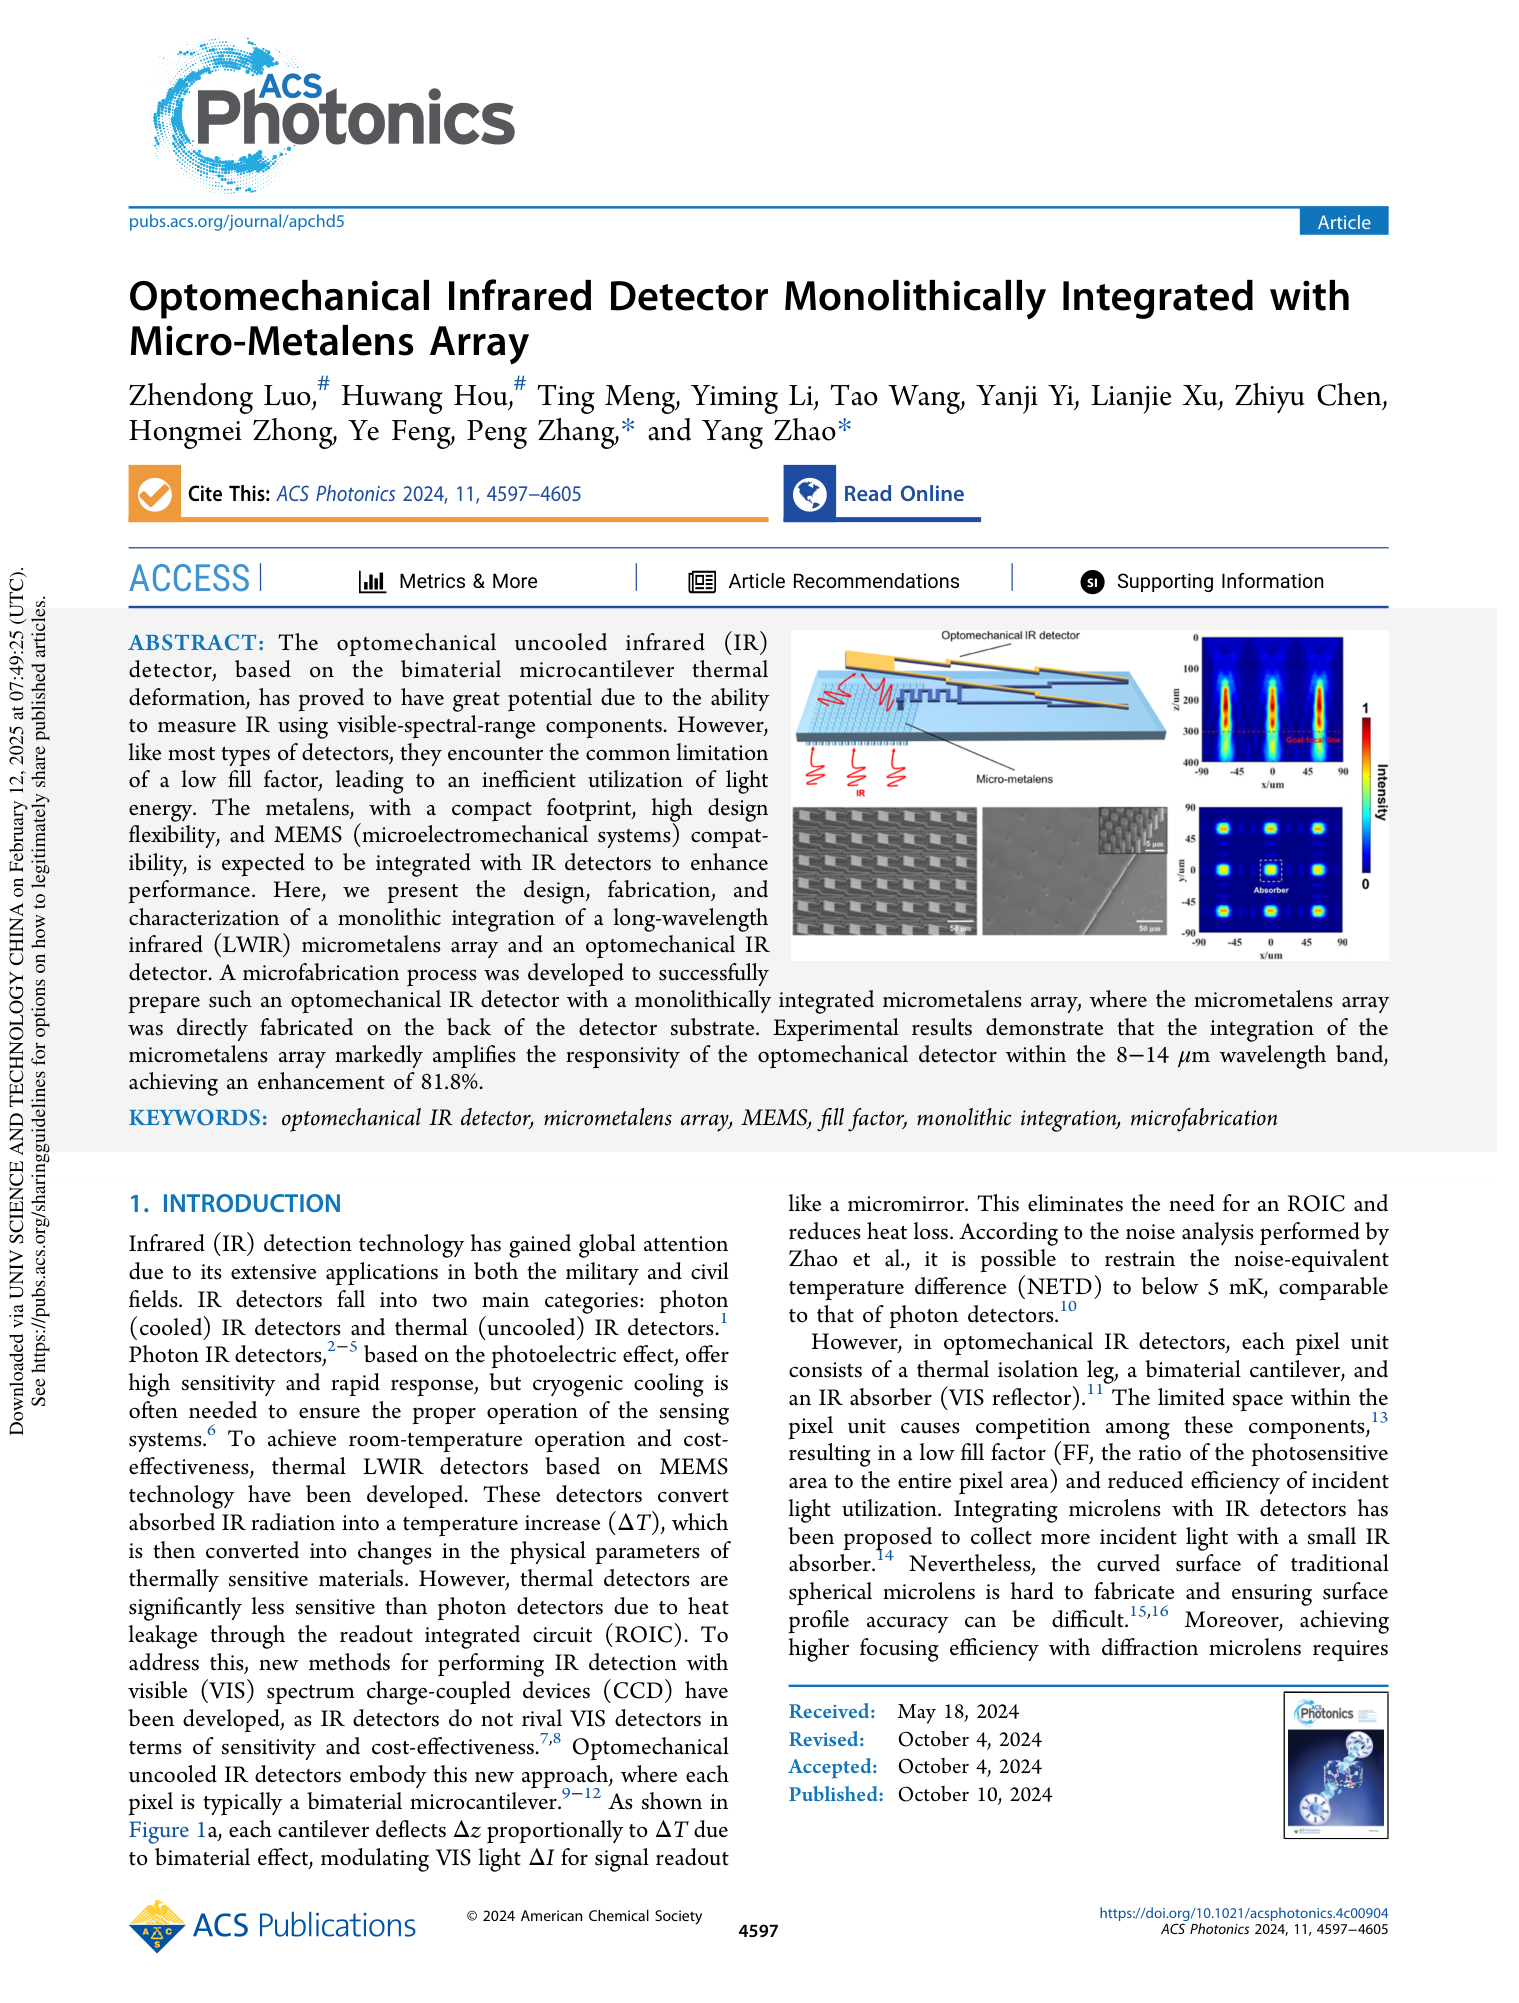 ACS
Photonics
pubs.acs.org/journal/apchd5
Article
Optomechanical Infrared Detector Monolithically Integrated with
Micro-Metalens Array
Zhendong Luo,# Huwang Hou,# Ting Meng, Yiming Li, Tao Wang, Yanji Yi, Lianjie Xu, Zhiyu Chen,
Hongmei Zhong, Ye Feng, Peng Zhang,* and Yang Zhao*
Cite This: ACS Photonics 2024, 11, 4597–4605
Read Online
ACCESS
Metrics & More
Article Recommendations
SI Supporting Information
ABSTRACT: The optomechanical uncooled infrared (IR)
detector, based on the bimaterial microcantilever thermal
deformation, has proved to have great potential due to the ability
to measure IR using visible-spectral-range components. However,
like most types of detectors, they encounter the common limitation
of a low fill factor, leading to an inefficient utilization of light
energy. The metalens, with a compact footprint, high design
flexibility, and MEMS (microelectromechanical systems) compat-
ibility, is expected to be integrated with IR detectors to enhance
performance. Here, we present the design, fabrication, and
characterization of a monolithic integration of a long-wavelength
infrared (LWIR) micrometalens array and an optomechanical IR
detector. A microfabrication process was developed to successfully
prepare such an optomechanical IR detector with a monolithically integrated micrometalens array, where the micrometalens array
was directly fabricated on the back of the detector substrate. Experimental results demonstrate that the integration of the
micrometalens array markedly amplifies the responsivity of the optomechanical detector within the 8−14 μm wavelength band,
achieving an enhancement of 81.8%.
Optomechanical IR detector
Micro-metalens
IR
50 μm
5 μm
50 μm
0
100
200
300
400
z/um
Goal focal line
-90 -45 0 45 90
x/um
90
45
0
-45
-90
y/um
Absorber
-90 -45 0 45 90
x/um
1
Intensity
0
KEYWORDS: optomechanical IR detector, micrometalens array, MEMS, fill factor, monolithic integration, microfabrication
1. INTRODUCTION
Infrared (IR) detection technology has gained global attention
due to its extensive applications in both the military and civil
fields. IR detectors fall into two main categories: photon
(cooled) IR detectors and thermal (uncooled) IR detectors.1
Photon IR detectors,2−5 based on the photoelectric effect, offer
high sensitivity and rapid response, but cryogenic cooling is
often needed to ensure the proper operation of the sensing
systems.6 To achieve room-temperature operation and cost-
effectiveness, thermal LWIR detectors based on MEMS
technology have been developed. These detectors convert
absorbed IR radiation into a temperature increase (ΔT), which
is then converted into changes in the physical parameters of
thermally sensitive materials. However, thermal detectors are
significantly less sensitive than photon detectors due to heat
leakage through the readout integrated circuit (ROIC). To
address this, new methods for performing IR detection with
visible (VIS) spectrum charge-coupled devices (CCD) have
been developed, as IR detectors do not rival VIS detectors in
terms of sensitivity and cost-effectiveness.7,8 Optomechanical
uncooled IR detectors embody this new approach, where each
pixel is typically a bimaterial microcantilever.9−12 As shown in
Figure 1a, each cantilever deflects Δz proportionally to ΔT due
to bimaterial effect, modulating VIS light ΔI for signal readout
like a micromirror. This eliminates the need for an ROIC and
reduces heat loss. According to the noise analysis performed by
Zhao et al., it is possible to restrain the noise-equivalent
temperature difference (NETD) to below 5 mK, comparable
to that of photon detectors.10
However, in optomechanical IR detectors, each pixel unit
consists of a thermal isolation leg, a bimaterial cantilever, and
an IR absorber (VIS reflector).11 The limited space within the
pixel unit causes competition among these components,13
resulting in a low fill factor (FF, the ratio of the photosensitive
area to the entire pixel area) and reduced efficiency of incident
light utilization. Integrating microlens with IR detectors has
been proposed to collect more incident light with a small IR
absorber.14 Nevertheless, the curved surface of traditional
spherical microlens is hard to fabricate and ensuring surface
profile accuracy can be difficult.15,16 Moreover, achieving
higher focusing efficiency with diffraction microlens requires
Received: May 18, 2024
Revised: October 4, 2024
Accepted: October 4, 2024
Published: October 10, 2024
ACS
Photonics
ACS Publications
© 2024 American Chemical Society
4597
https://doi.org/10.1021/acsphotonics.4c00904
ACS Photonics 2024, 11, 4597−4605
Downloaded via UNIV SCIENCE AND TECHNOLOGY CHINA on February 12, 2025 at 07:49:25 (UTC).
See https://pubs.acs.org/sharingguidelines for options on how to legitimately share published articles.